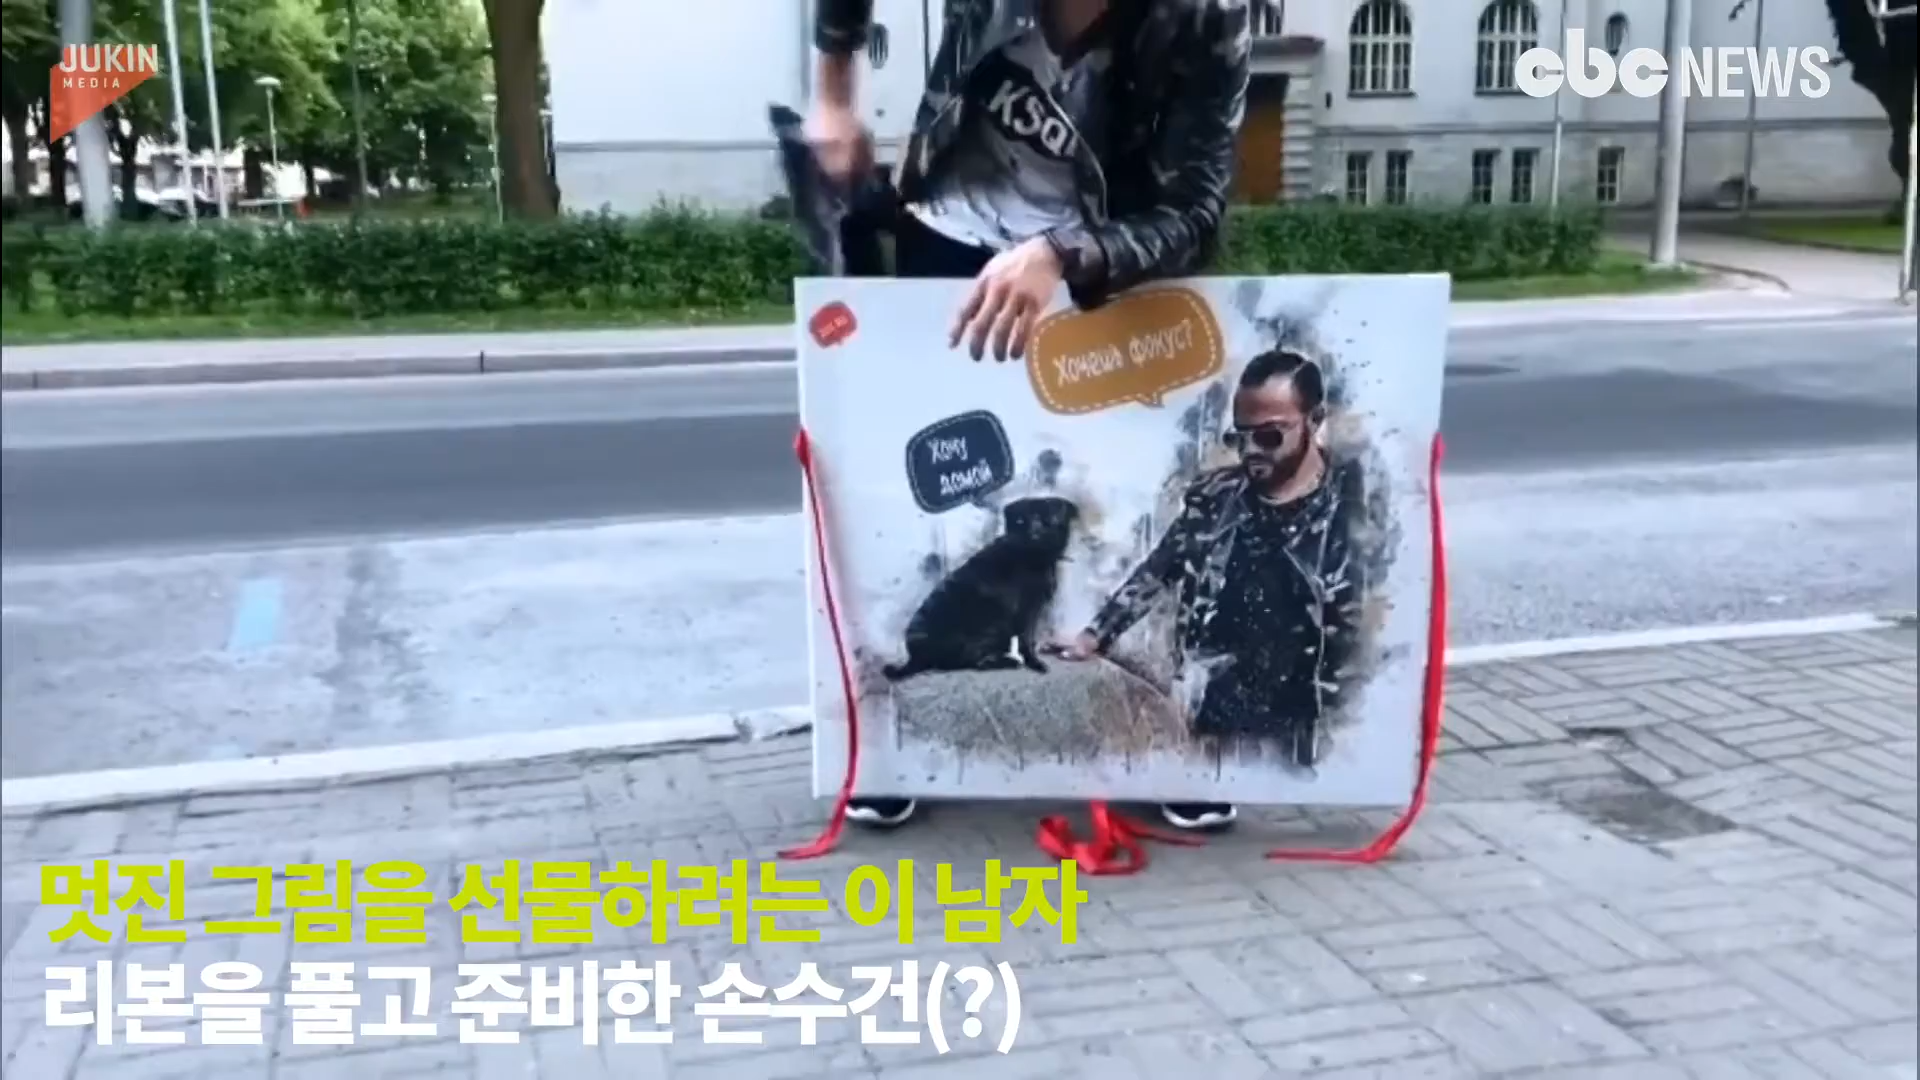 JUKIN
MEDIA
cbc NEWS
KSQ
Хочешь фокус?
Хочу
домой
멋진 그림을 선물하려는 이 남자
리본을 풀고 준비한 손수건(?)